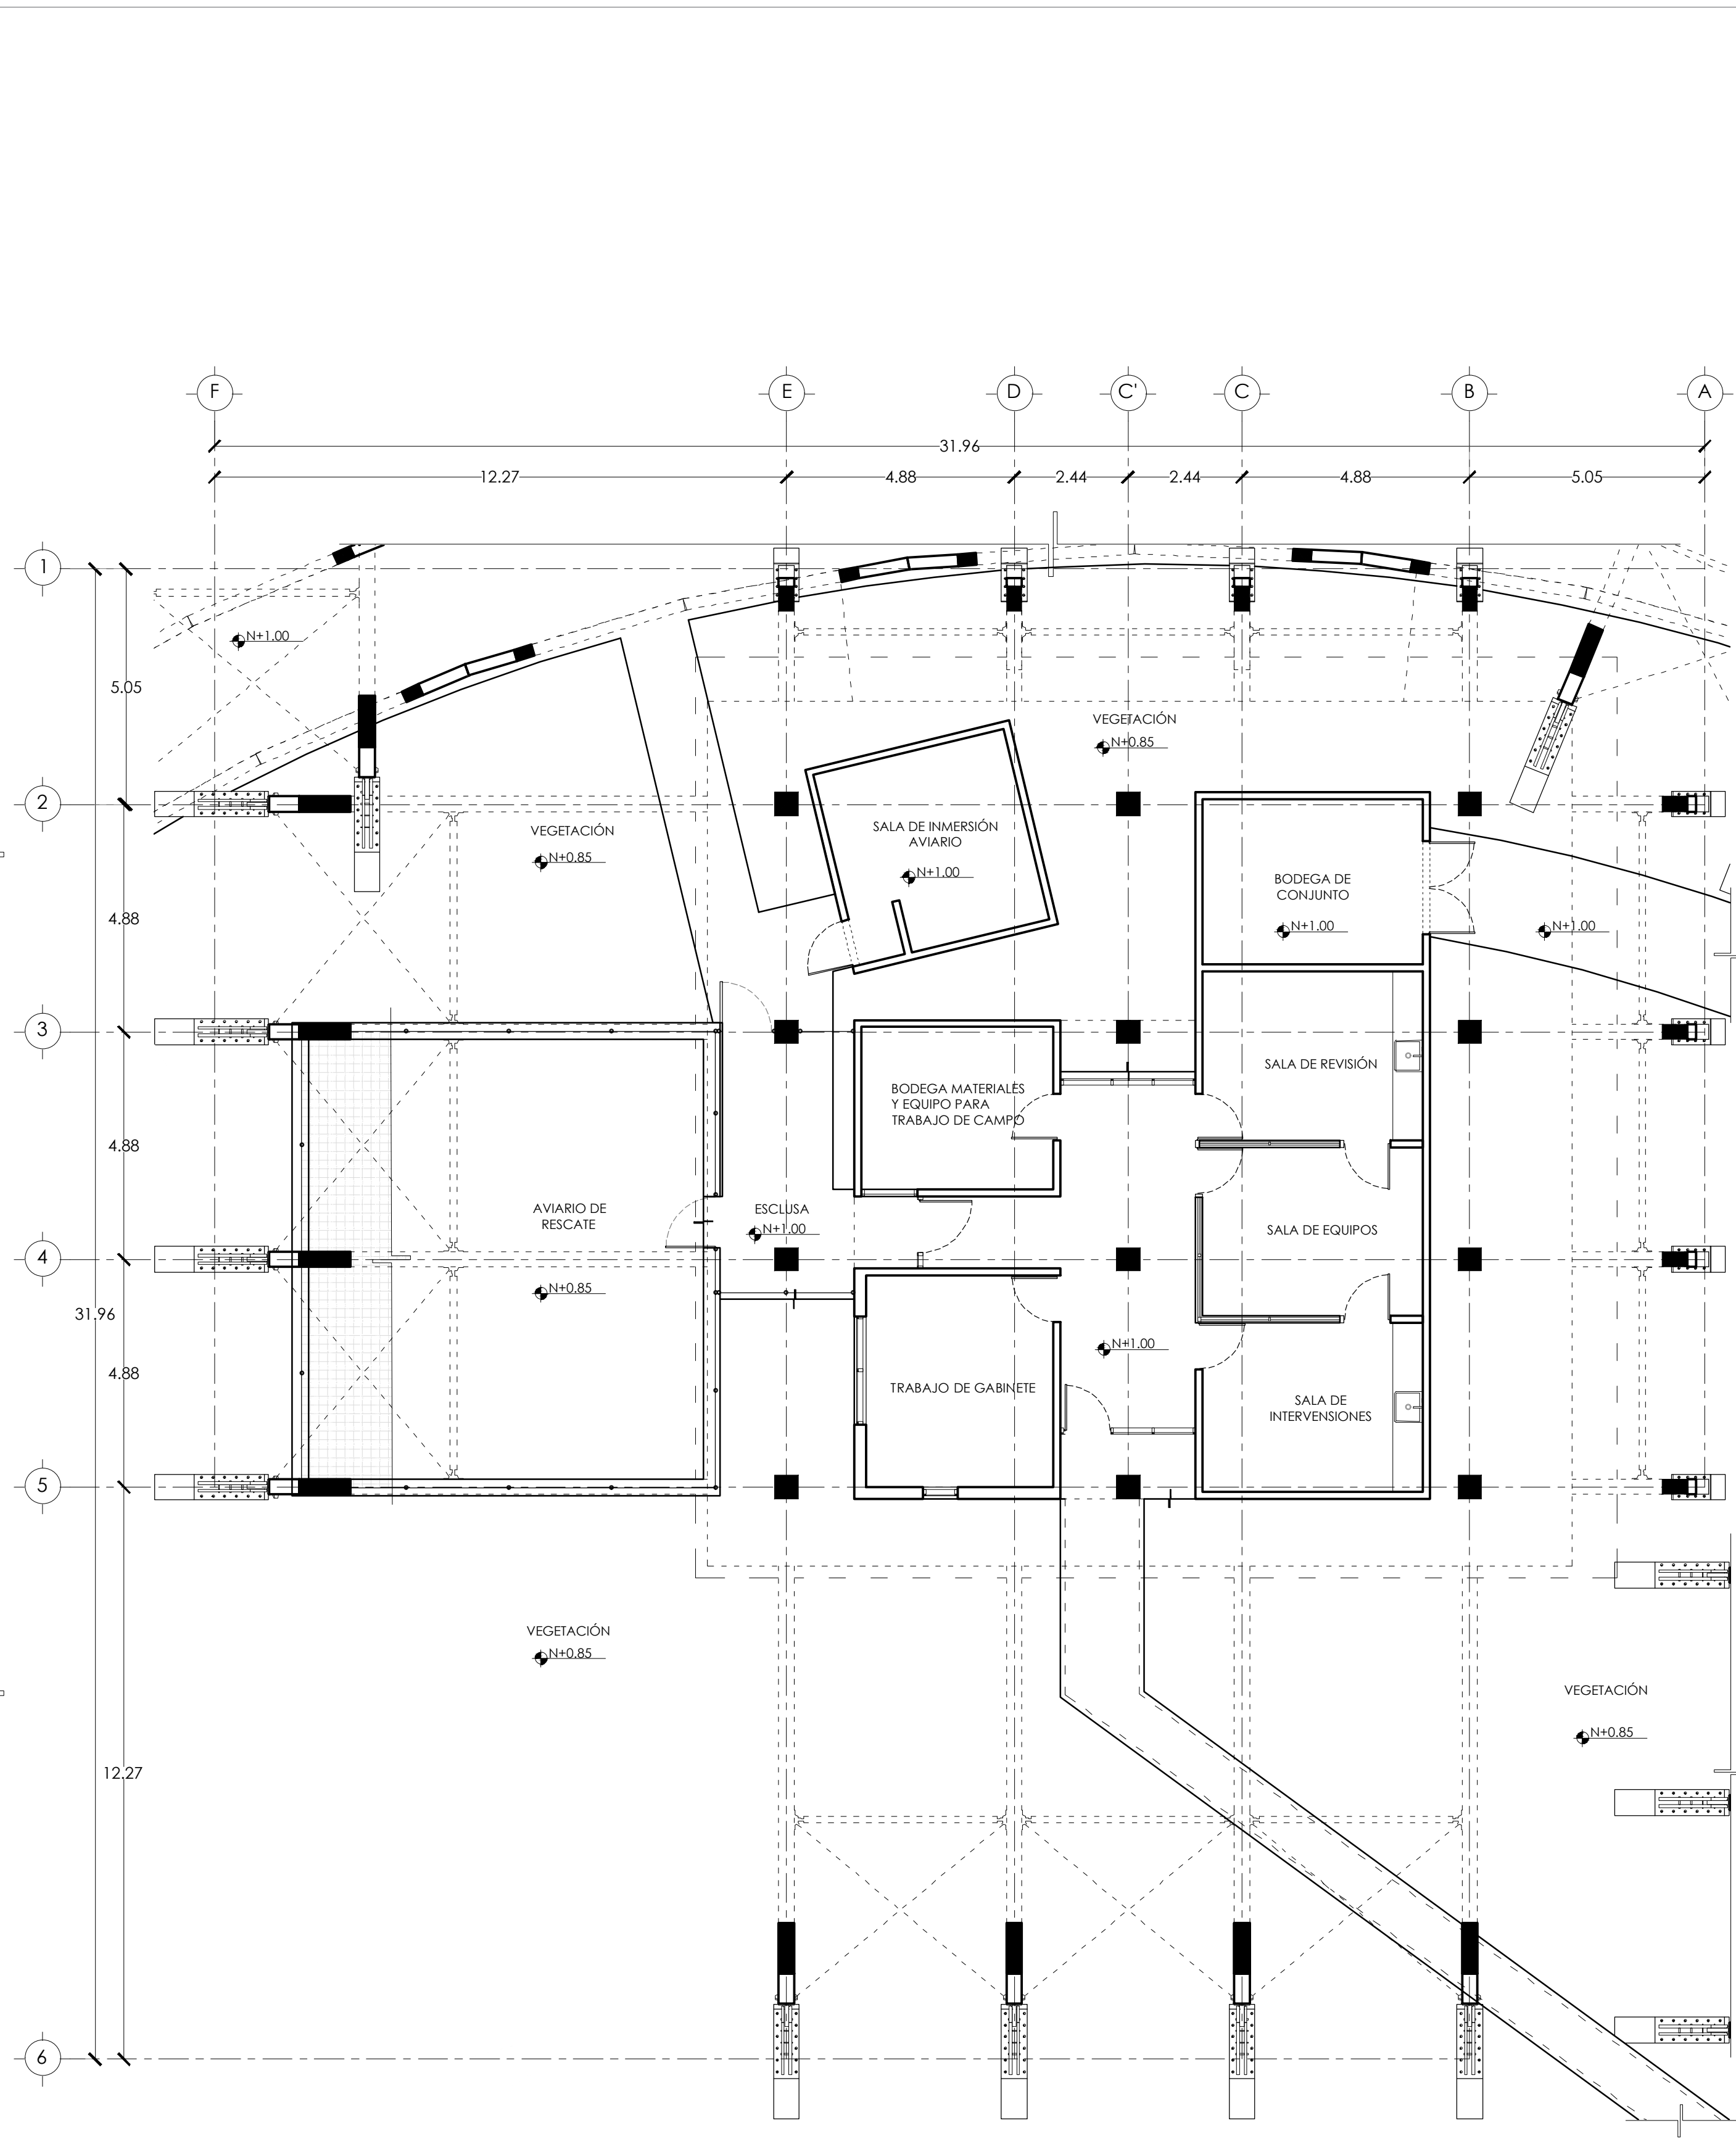 F
E
D
C'
C
B
A
31.96
12.27
4.88
2.44
2.44
4.88
5.05
1
2
3
4
5
6
5.05
4.88
4.88
4.88
31.96
12.27
N+1.00
VEGETACIÓN
N+0.85
VEGETACIÓN
N+0.85
SALA DE INMERSIÓN
AVIARIO
N+1.00
BODEGA DE
CONJUNTO
N+1.00
N+1.00
BODEGA MATERIALES
Y EQUIPO PARA
TRABAJO DE CAMPO
SALA DE REVISIÓN
AVIARIO DE
RESCATE
N+0.85
ESCLUSA
N+1.00
SALA DE EQUIPOS
N+1.00
TRABAJO DE GABINETE
SALA DE
INTERVENSIONES
VEGETACIÓN
N+0.85
VEGETACIÓN
N+0.85